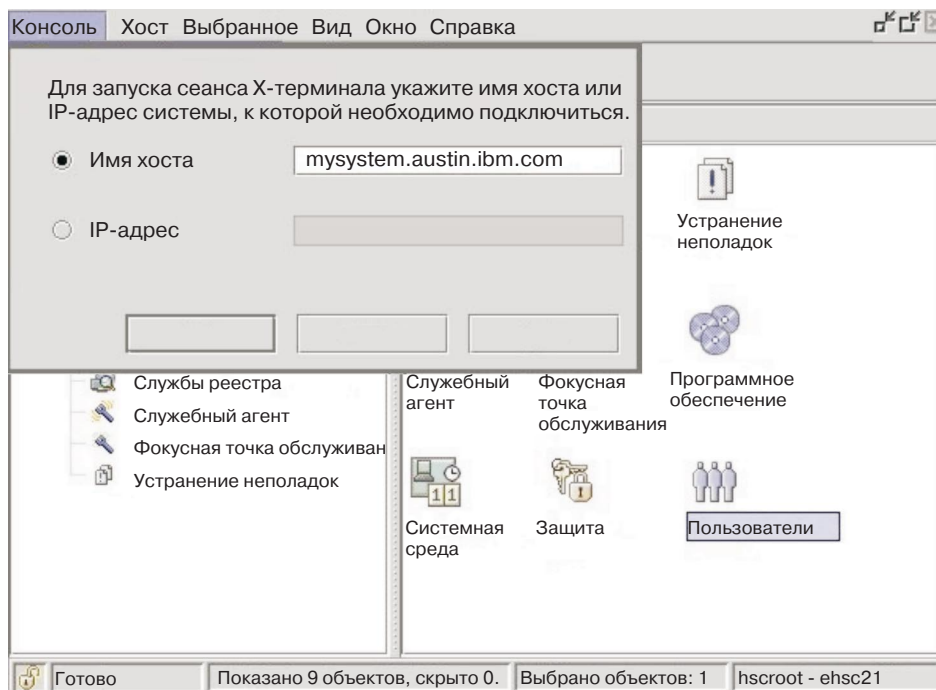 Консоль Хост Выбранное Вид Окно Справка
Для запуска сеанса X-терминала укажите имя хоста или
IP-адрес системы, к которой необходимо подключиться.
Имя хоста mysystem.austin.ibm.com
IP-адрес
Устранение
неполадок
Службы реестра
Служебный агент
Фокусная точка обслуживан
Устранение неполадок
Служебный
агент
Фокусная
точка
обслуживания
Программное
обеспечение
Системная
среда
Защита
Пользователи
Готово Показано 9 объектов, скрыто 0. Выбрано объектов: 1 hscroot - ehsc21